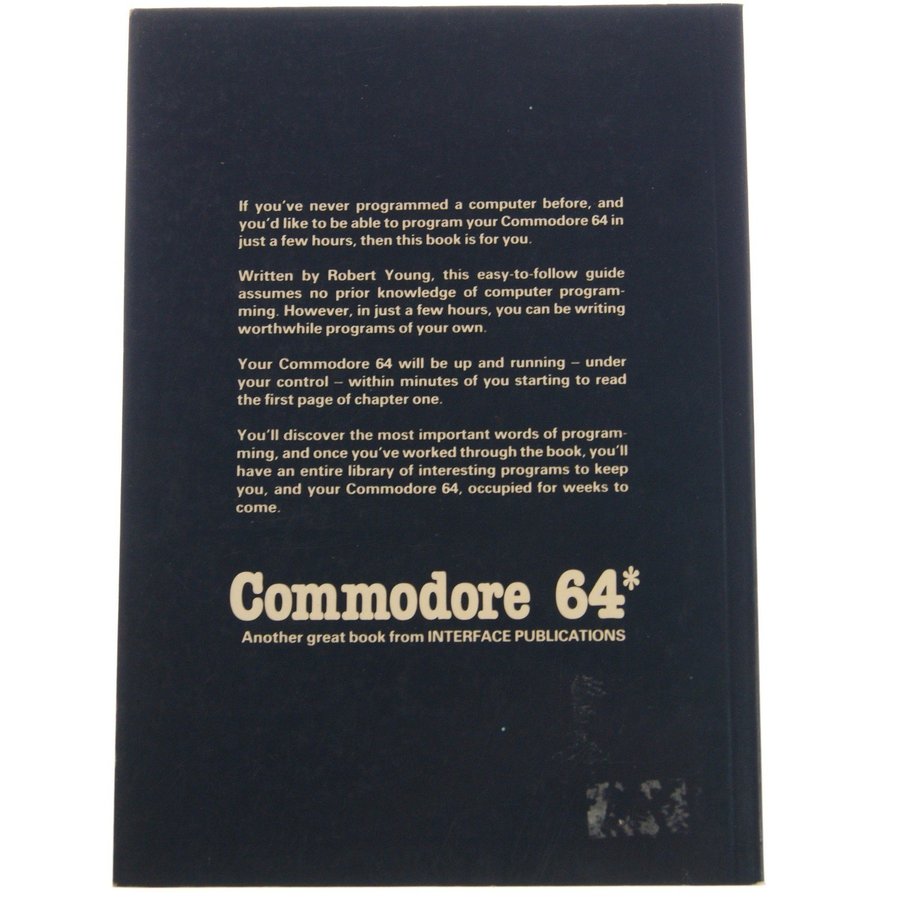 If you've never programmed a computer before, and
you'd like to be able to program your Commodore 64 in
just a few hours, then this book is for you.
Written by Robert Young, this easy-to-follow guide
assumes no prior knowledge of computer program-
ming. However, in just a few hours, you can be writing
worthwhile programs of your own.
Your Commodore 64 will be up and running – under
your control – within minutes of you starting to read
the first page of chapter one.
You'll discover the most important words of program-
ming, and once you've worked through the book, you'll
have an entire library of interesting programs to keep
you, and your Commodore 64, occupied for weeks to
come.
Commodore 64*
Another great book from INTERFACE PUBLICATIONS